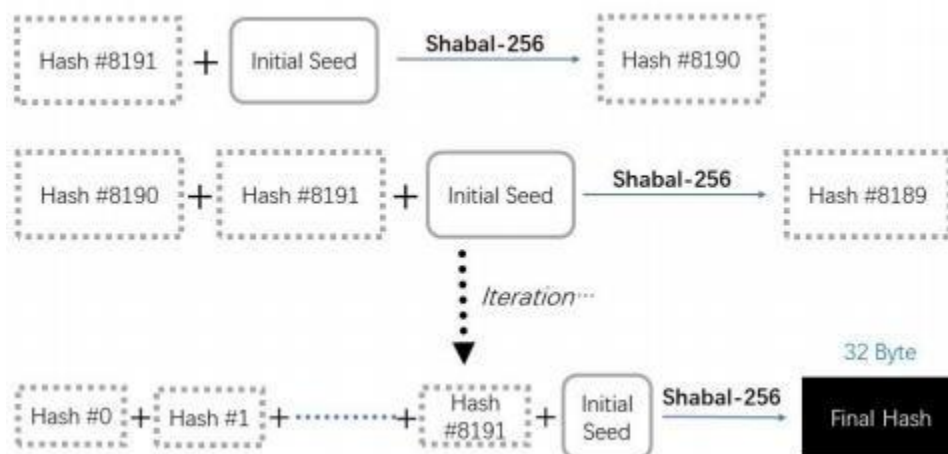 Hash #8191 + Initial Seed Shabal-256 Hash #8190
Hash #8190 + Hash #8191 + Initial Seed Shabal-256 Hash #8189
Iteration···
32 Byte
Hash #0 + Hash #1 + ········· + Hash #8191 + Initial Seed Shabal-256 Final Hash